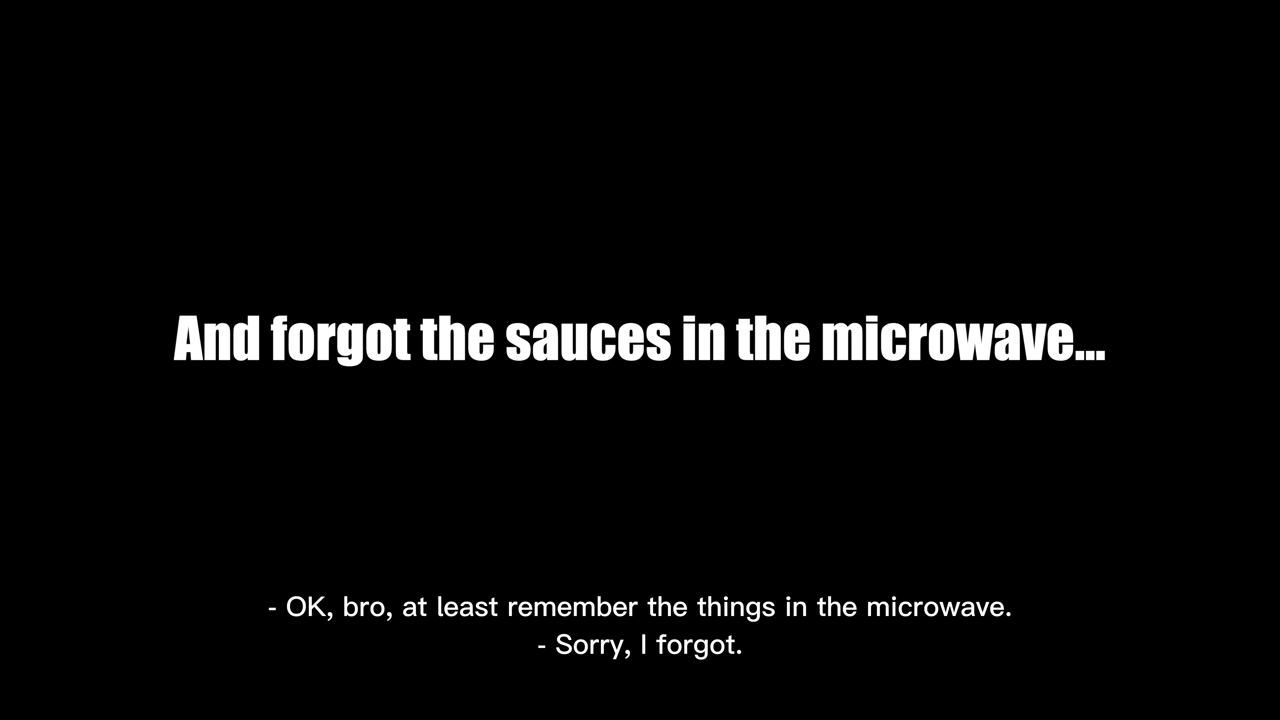 And forgot the sauces in the microwave...
- OK, bro, at least remember the things in the microwave.
- Sorry, I forgot.